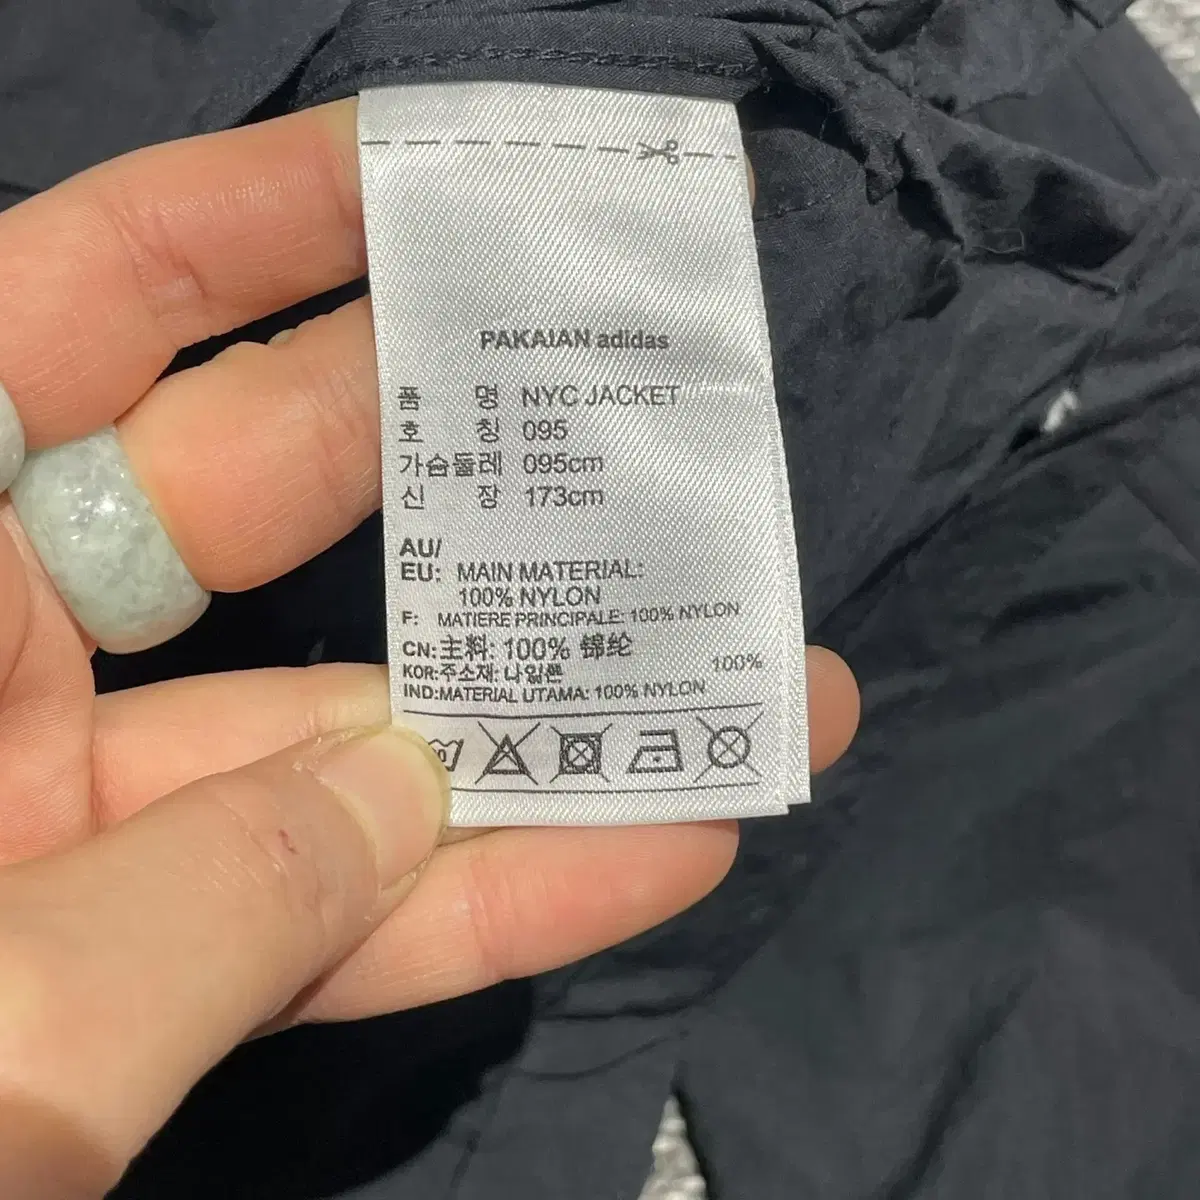 PAKAIAN adidas
품 명 NYC JACKET
호 칭 095
가슴둘레 095cm
신 장 173cm
AU/
EU: MAIN MATERIAL:
100% NYLON
F: MATIERE PRINCIPALE: 100% NYLON
CN:主料: 100% 锦纶
KOR:주소재: 나일론 100%
IND:MATERIAL UTAMA: 100% NYLON